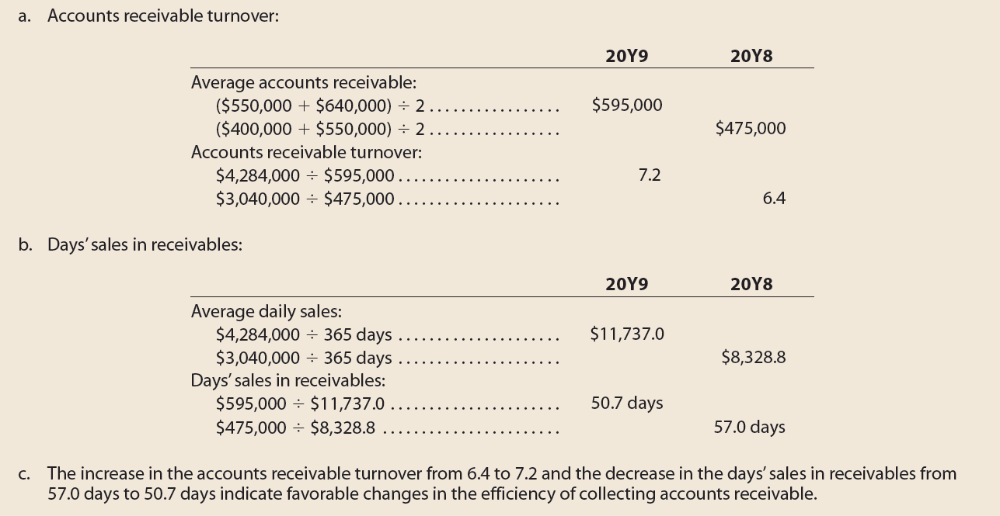 a. Accounts receivable turnover:
20Y9 20Y8
Average accounts receivable:
($550,000 + $640,000) ÷ 2 . . . . . . . . . . . . . . . . . $595,000
($400,000 + $550,000) ÷ 2 . . . . . . . . . . . . . . . . . $475,000
Accounts receivable turnover:
$4,284,000 ÷ $595,000 . . . . . . . . . . . . . . . . . . . . . 7.2
$3,040,000 ÷ $475,000 . . . . . . . . . . . . . . . . . . . . . 6.4
b. Days’ sales in receivables:
20Y9 20Y8
Average daily sales:
$4,284,000 ÷ 365 days . . . . . . . . . . . . . . . . . . . . . $11,737.0
$3,040,000 ÷ 365 days . . . . . . . . . . . . . . . . . . . . . $8,328.8
Days’ sales in receivables:
$595,000 ÷ $11,737.0 . . . . . . . . . . . . . . . . . . . . . . 50.7 days
$475,000 ÷ $8,328.8 . . . . . . . . . . . . . . . . . . . . . . . 57.0 days
c. The increase in the accounts receivable turnover from 6.4 to 7.2 and the decrease in the days’ sales in receivables from
57.0 days to 50.7 days indicate favorable changes in the efficiency of collecting accounts receivable.